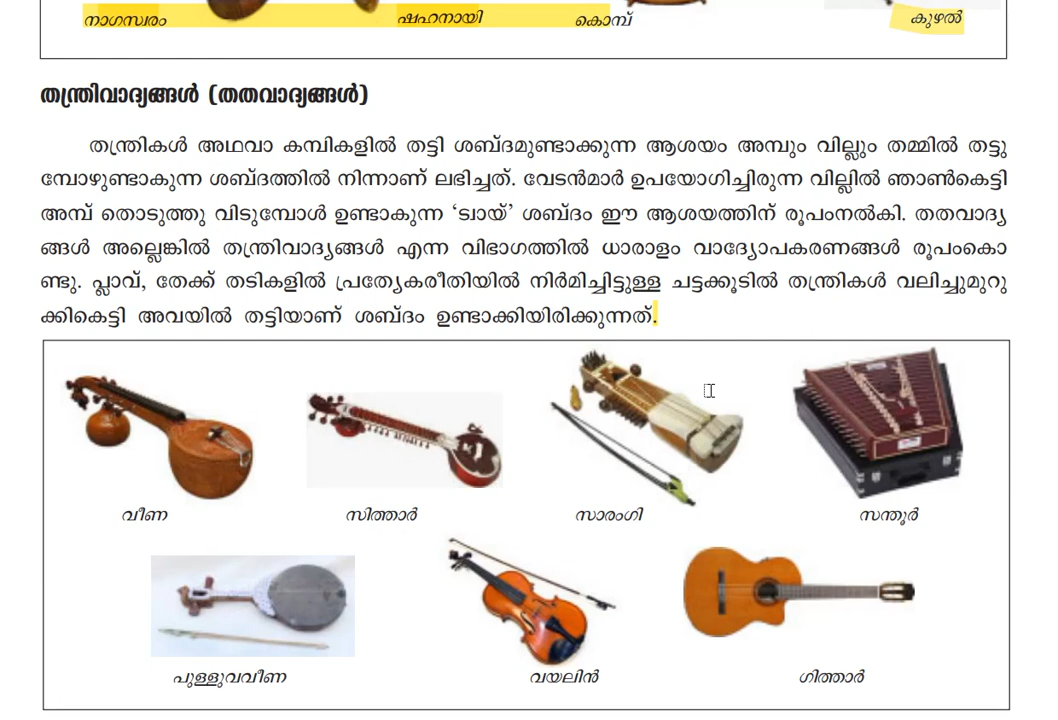 നാഗസ്വരം ഷഹനായി കൊമ്പ് കുഴൽ
തന്ത്രിവാദ്യങ്ങൾ (തതവാദ്യങ്ങൾ)
തന്ത്രികൾ അഥവാ കമ്പികളിൽ തട്ടി ശബ്ദമുണ്ടാക്കുന്ന ആശയം അമ്പും വില്ലും തമ്മിൽ തട്ടു
മ്പോഴുണ്ടാകുന്ന ശബ്ദത്തിൽ നിന്നാണ് ലഭിച്ചത്. വേടൻമാർ ഉപയോഗിച്ചിരുന്ന വില്ലിൽ ഞാൺകെട്ടി
അമ്പ് തൊടുത്തു വിടുമ്പോൾ ഉണ്ടാകുന്ന ‘ട്വായ്’ ശബ്ദം ഈ ആശയത്തിന് രൂപംനൽകി. തതവാദ്യ
ങ്ങൾ അല്ലെങ്കിൽ തന്ത്രിവാദ്യങ്ങൾ എന്ന വിഭാഗത്തിൽ ധാരാളം വാദ്യോപകരണങ്ങൾ രൂപംകൊ
ണ്ടു. പ്ലാവ്, തേക്ക് തടികളിൽ പ്രത്യേകരീതിയിൽ നിർമിച്ചിട്ടുള്ള ചട്ടക്കൂടിൽ തന്ത്രികൾ വലിച്ചുമുറു
ക്കികെട്ടി അവയിൽ തട്ടിയാണ് ശബ്ദം ഉണ്ടാക്കിയിരിക്കുന്നത്.
വീണ സിത്താർ സാരംഗി സന്തൂർ
പുള്ളുവവീണ വയലിൻ ഗിത്താർ